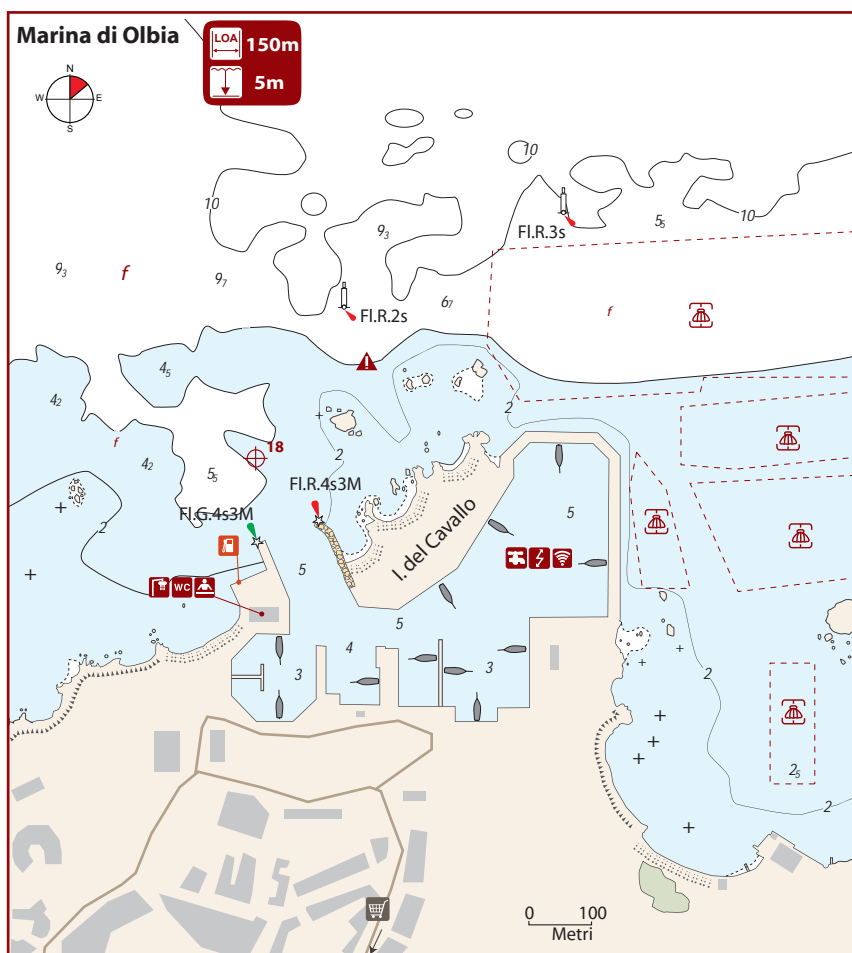 Marina di Olbia
LOA 150m
5m
N
W E
S
10
10
5₅
10
Fl.R.3s
9₃
9₃
f
9₇
6₇
f
Fl.R.2s
4₅
4₂
2
f
4₂
2
18
5₅
Fl.R.4s3M
Fl.G.4s3M
2
5
I. del Cavallo
5
WC
5
4
3
3
2
2₅
2
0 100
Metri